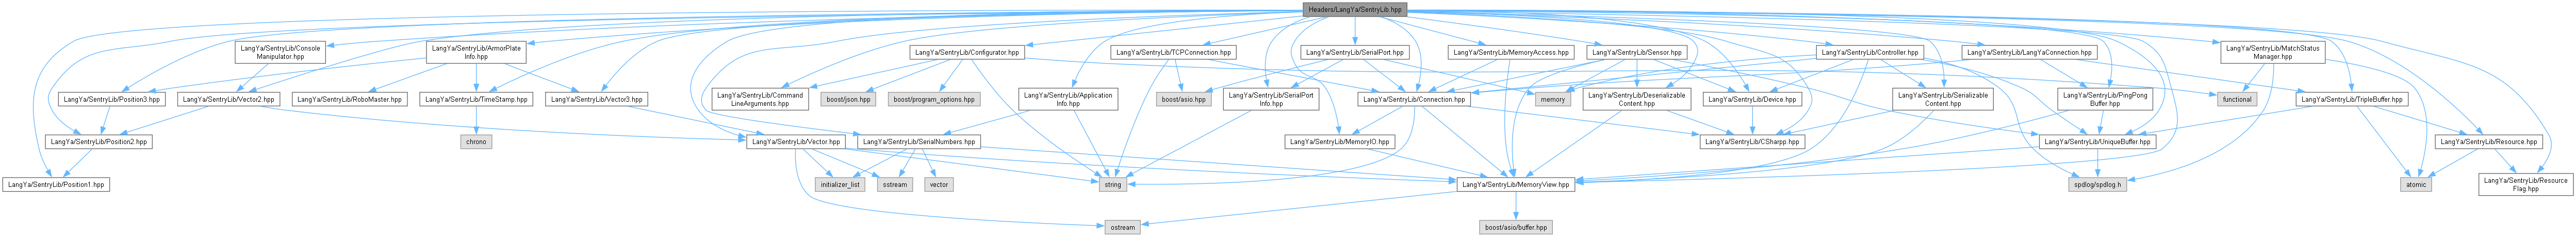 Headers/LangYa/SentryLib.hpp
LangYa/SentryLib/Console
Manipulator.hpp
LangYa/SentryLib/ArmorPlate
Info.hpp
LangYa/SentryLib/Configurator.hpp
LangYa/SentryLib/TCPConnection.hpp
LangYa/SentryLib/SerialPort.hpp
LangYa/SentryLib/MemoryAccess.hpp
LangYa/SentryLib/Sensor.hpp
LangYa/SentryLib/Controller.hpp
LangYa/SentryLib/LangYaConnection.hpp
LangYa/SentryLib/MatchStatus
Manager.hpp
LangYa/SentryLib/Position3.hpp
LangYa/SentryLib/Vector2.hpp
LangYa/SentryLib/RoboMaster.hpp
LangYa/SentryLib/TimeStamp.hpp
LangYa/SentryLib/Vector3.hpp
LangYa/SentryLib/Command
LineArguments.hpp
boost/json.hpp
boost/program_options.hpp
LangYa/SentryLib/Application
Info.hpp
boost/asio.hpp
LangYa/SentryLib/SerialPort
Info.hpp
LangYa/SentryLib/Connection.hpp
memory
LangYa/SentryLib/Deserializable
Content.hpp
LangYa/SentryLib/Device.hpp
LangYa/SentryLib/Serializable
Content.hpp
LangYa/SentryLib/PingPong
Buffer.hpp
functional
LangYa/SentryLib/TripleBuffer.hpp
LangYa/SentryLib/Position2.hpp
chrono
LangYa/SentryLib/Vector.hpp
LangYa/SentryLib/SerialNumbers.hpp
LangYa/SentryLib/MemoryIO.hpp
LangYa/SentryLib/CSharpp.hpp
LangYa/SentryLib/UniqueBuffer.hpp
LangYa/SentryLib/Resource.hpp
LangYa/SentryLib/Position1.hpp
initializer_list
sstream
vector
string
LangYa/SentryLib/MemoryView.hpp
spdlog/spdlog.h
atomic
LangYa/SentryLib/Resource
Flag.hpp
ostream
boost/asio/buffer.hpp